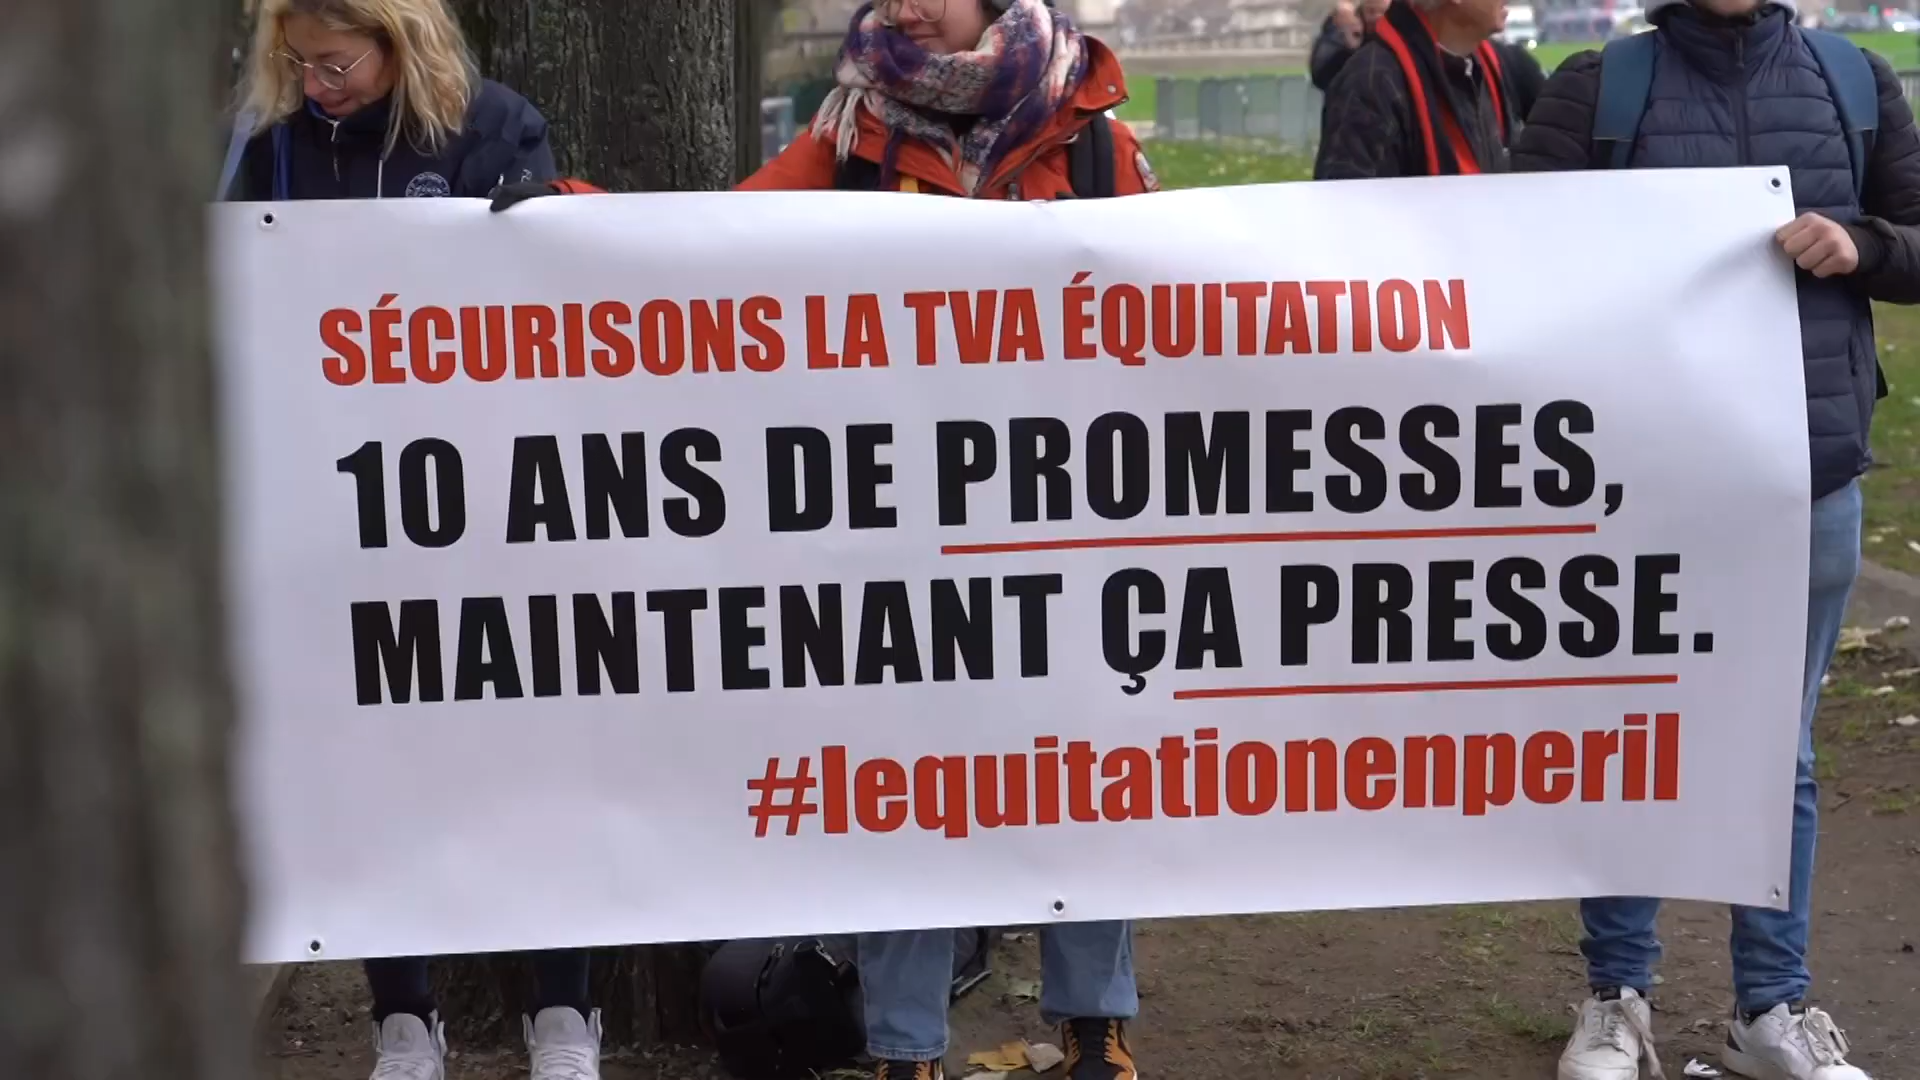 SÉCURISONS LA TVA ÉQUITATION
10 ANS DE PROMESSES,
MAINTENANT ÇA PRESSE.
#lequitationenperil